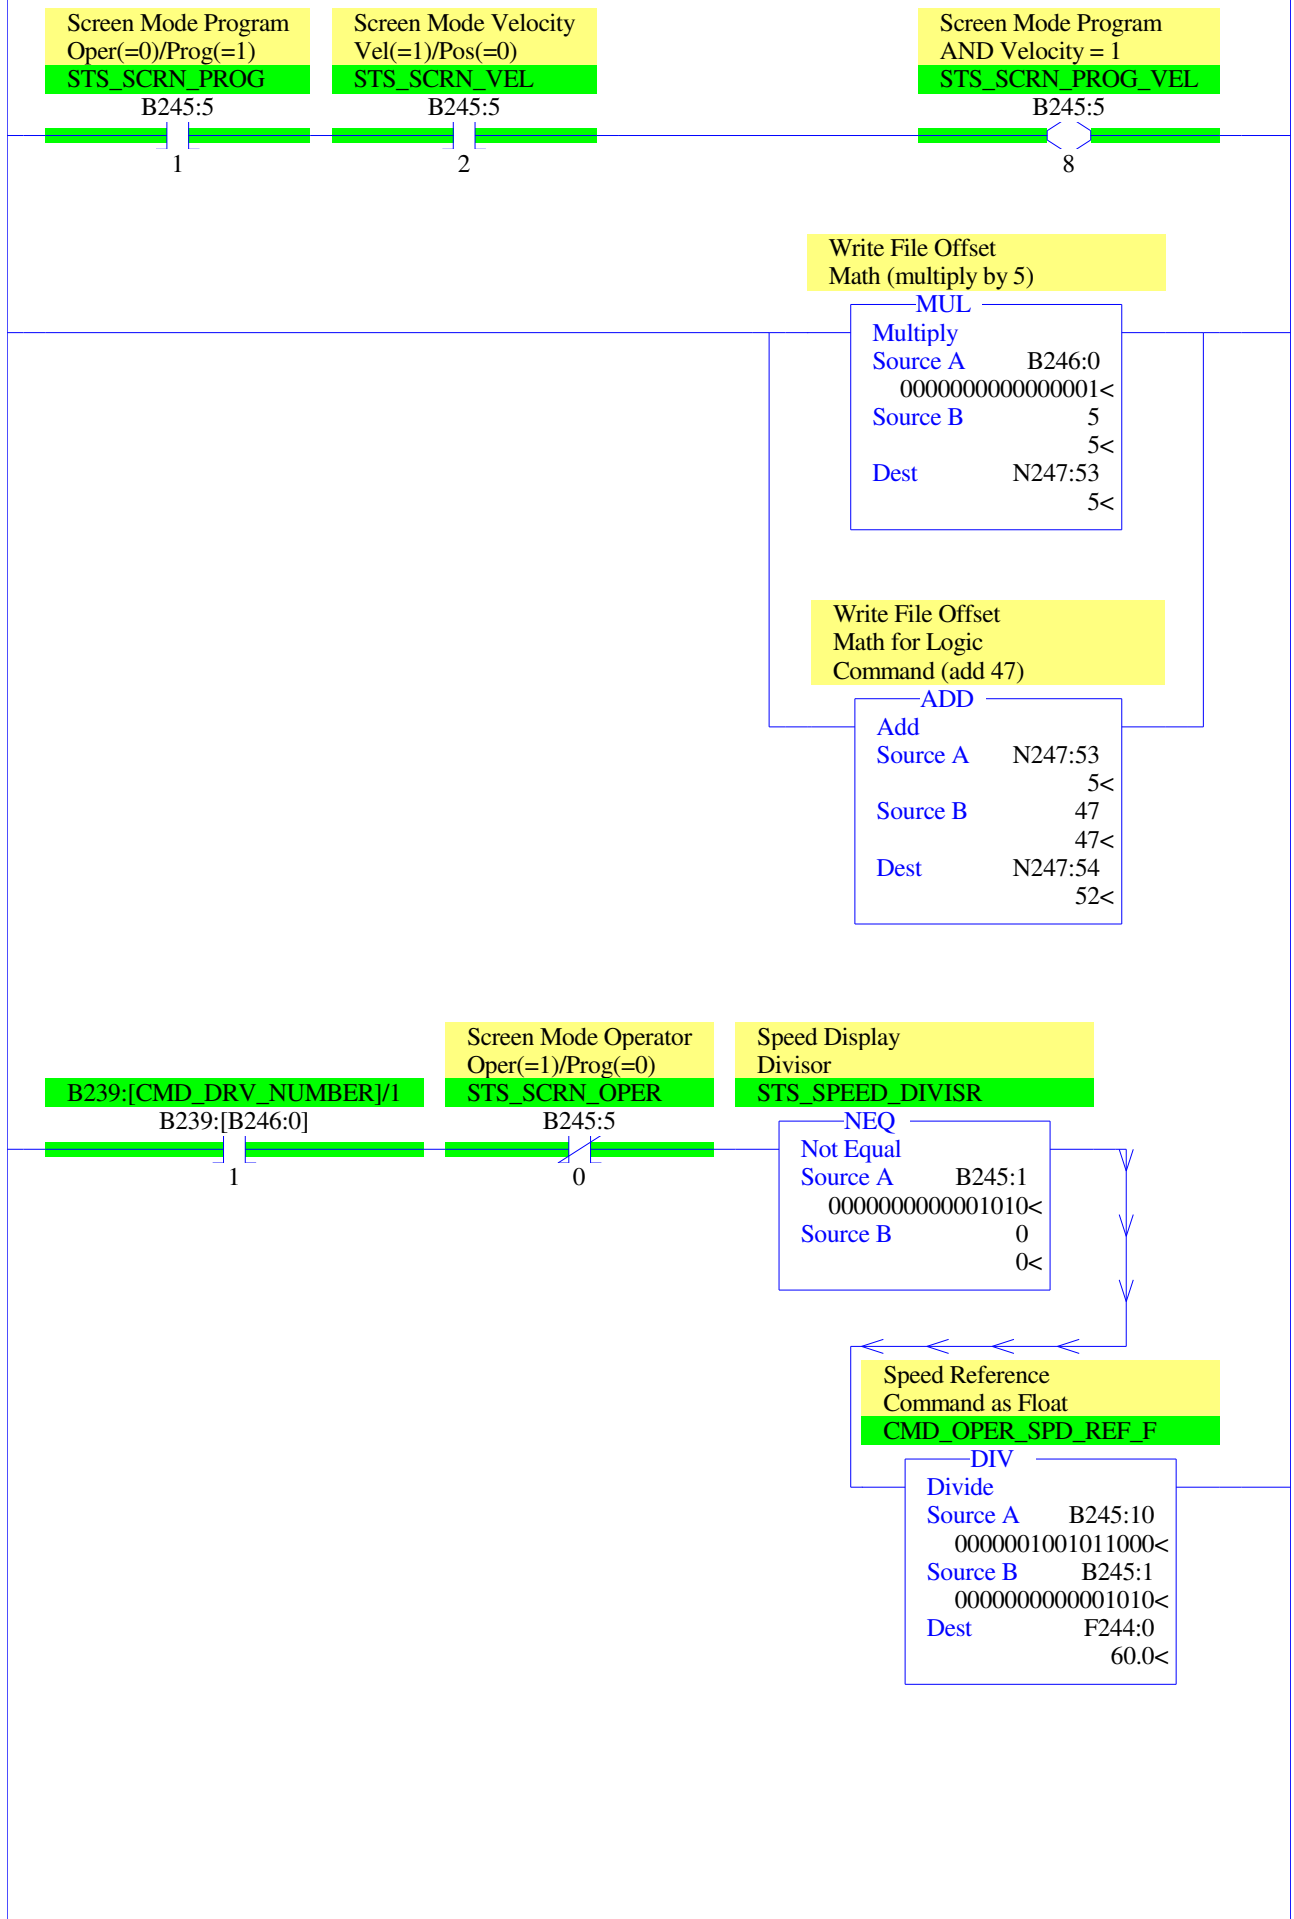 Screen Mode Program
Oper(=0)/Prog(=1)
STS_SCRN_PROG
B245:5
1
Screen Mode Velocity
Vel(=1)/Pos(=0)
STS_SCRN_VEL
B245:5
2
Screen Mode Program
AND Velocity = 1
STS_SCRN_PROG_VEL
B245:5
8
Write File Offset
Math (multiply by 5)
MUL
Multiply
Source A B246:0
0000000000000001<
Source B 5
5<
Dest N247:53
5<
Write File Offset
Math for Logic
Command (add 47)
ADD
Add
Source A N247:53
5<
Source B 47
47<
Dest N247:54
52<
B239:[CMD_DRV_NUMBER]/1
B239:[B246:0]
1
Screen Mode Operator
Oper(=1)/Prog(=0)
STS_SCRN_OPER
B245:5
0
Speed Display
Divisor
STS_SPEED_DIVISR
NEQ
Not Equal
Source A B245:1
0000000000001010<
Source B 0
0<
Speed Reference
Command as Float
CMD_OPER_SPD_REF_F
DIV
Divide
Source A B245:10
0000001001011000<
Source B B245:1
0000000000001010<
Dest F244:0
60.0<